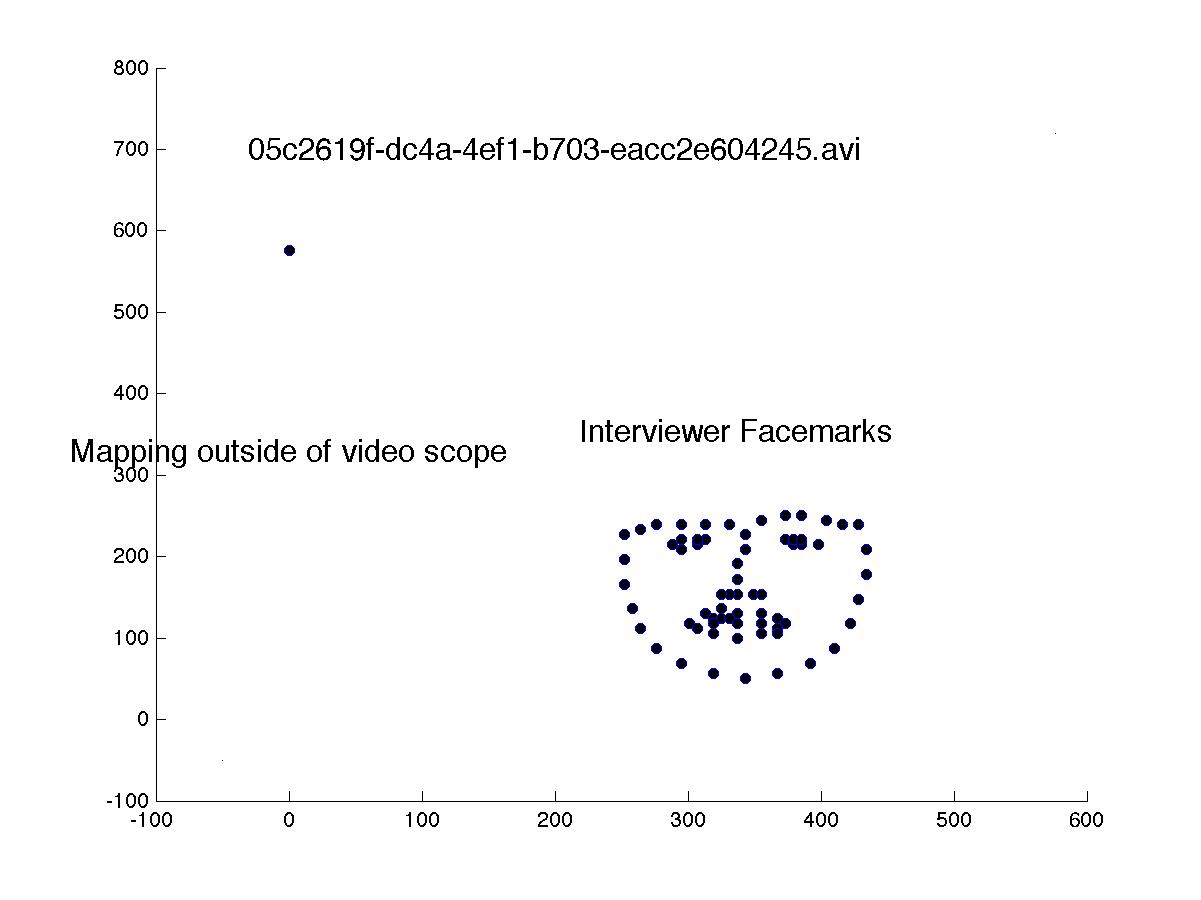 800
700
05c2619f-dc4a-4ef1-b703-eacc2e604245.avi
600
500
400
Interviewer Facemarks
Mapping outside of video scope
300
200
100
0
-100
-100 0 100 200 300 400 500 600